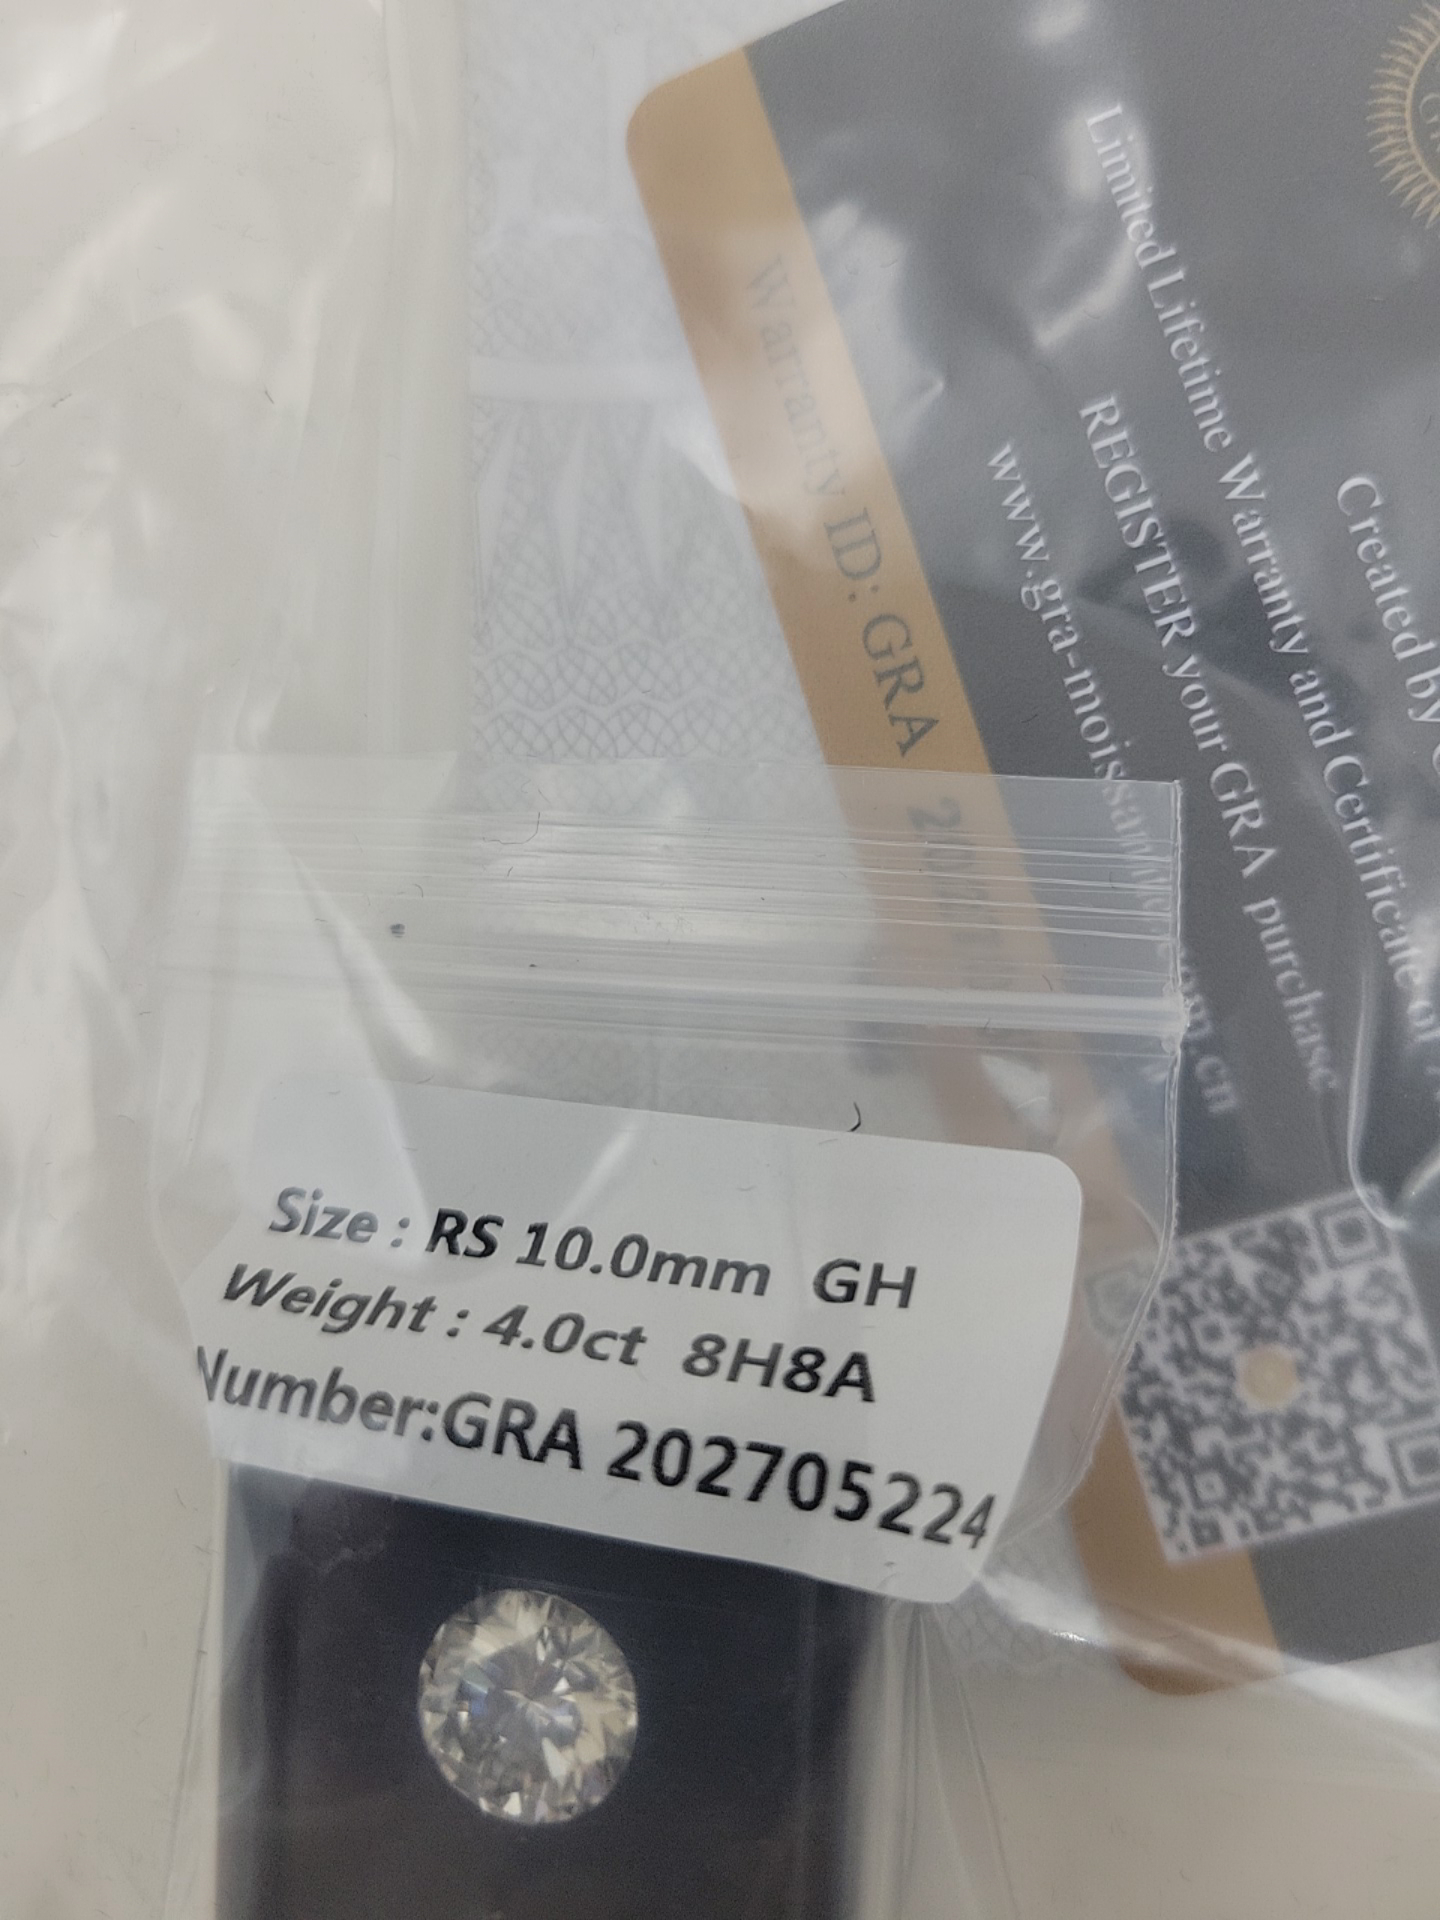 Created by
Limited Lifetime Warranty and Certificate of
REGISTER your GRA purchase
Warranty ID: GRA
Size : RS 10.0mm GH
Weight : 4.0ct 8H8A
Number:GRA 202705224